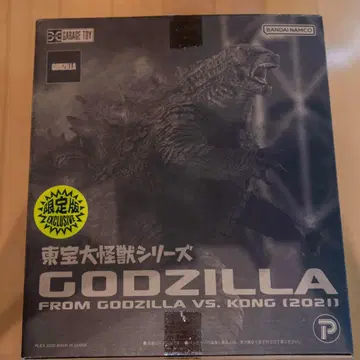 GARAGE TOY
BANDAI NAMCO
GODZILLA
限定版
EXCLUSIVE
東宝大怪獣シリーズ
GODZILLA
FROM GODZILLA VS. KONG (2021)